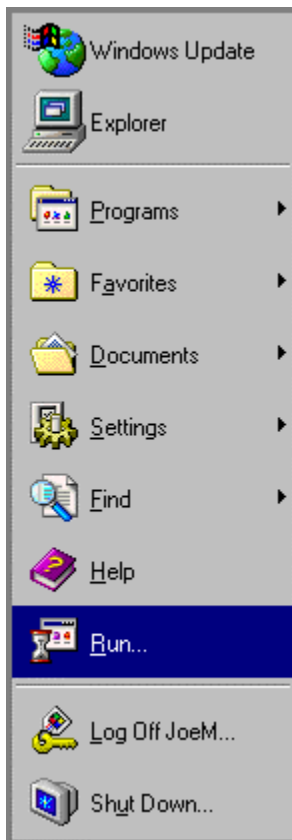 Windows Update
Explorer
Programs
Favorites
Documents
Settings
Find
Help
Run...
Log Off JoeM...
Shut Down...